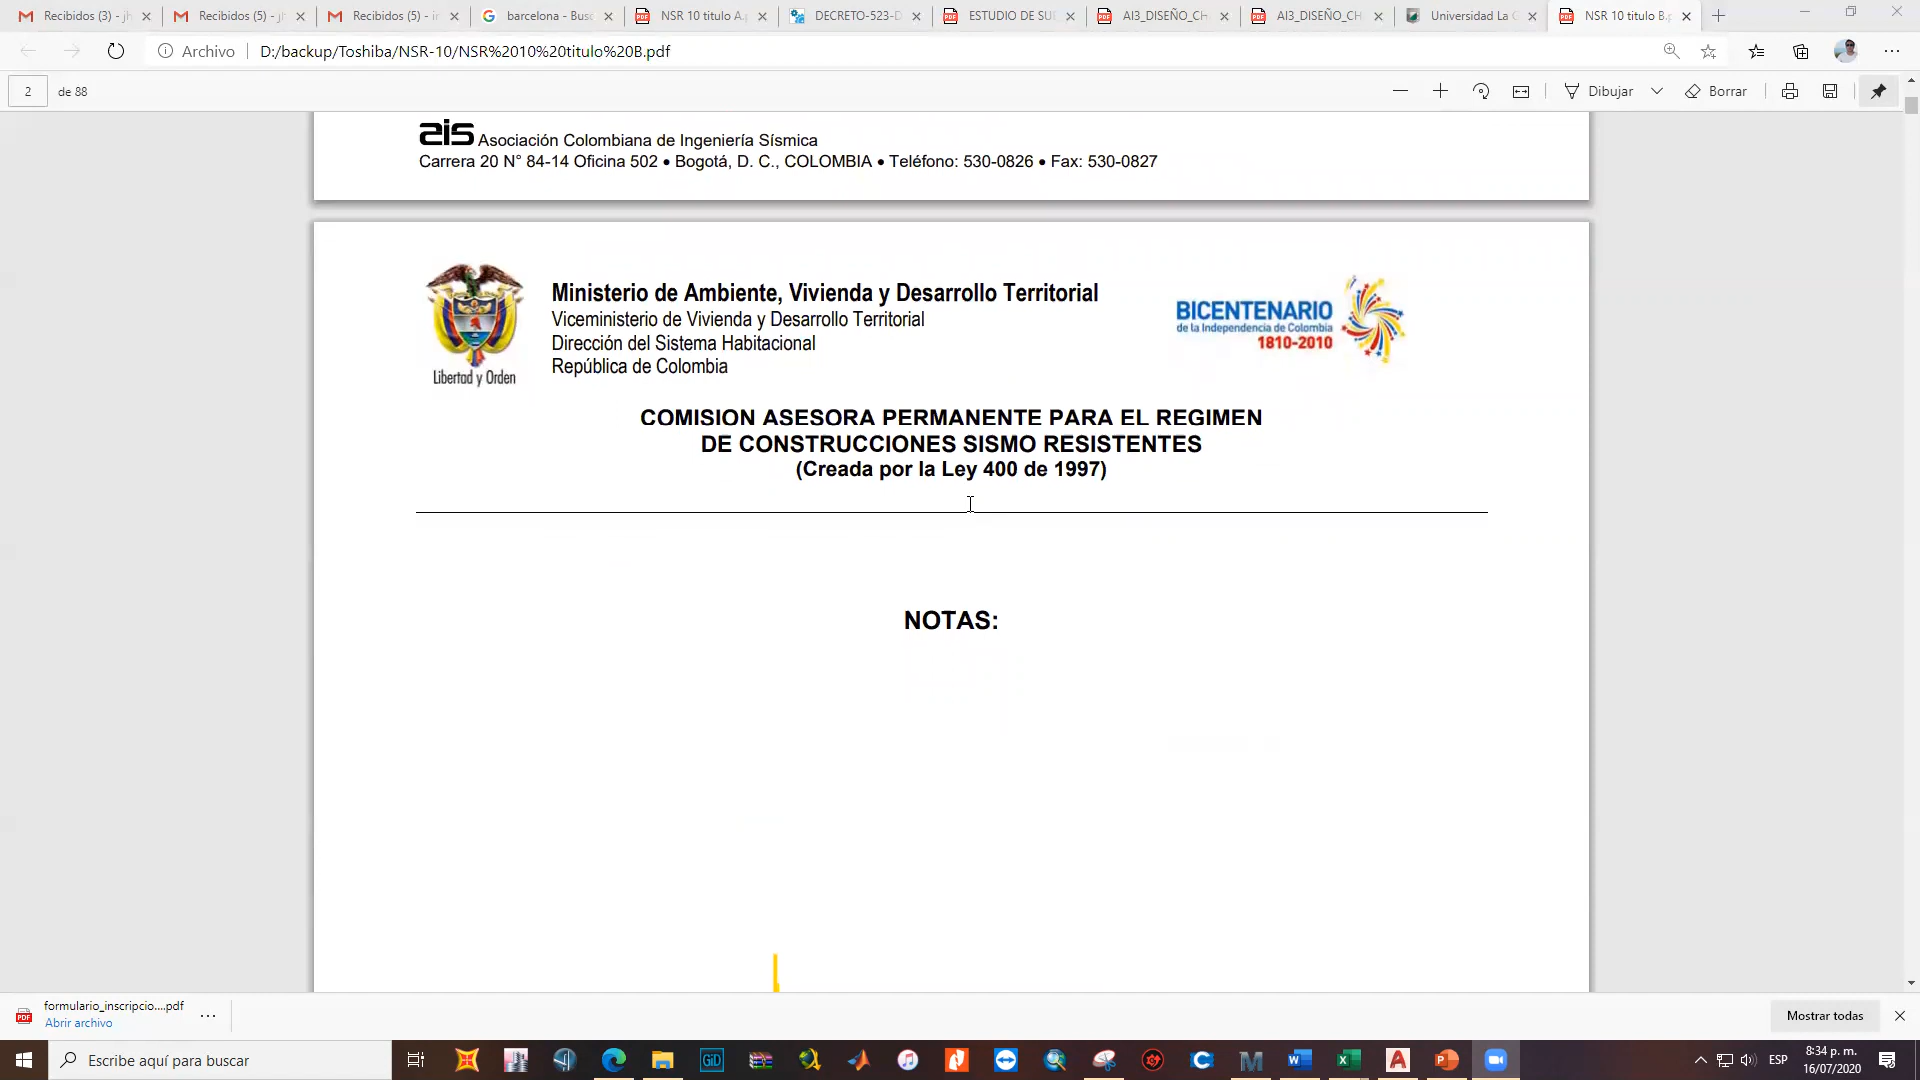 Recibidos (3) - jh
Recibidos (5) - jh
Recibidos (5) - ir
barcelona - Bus
NSR 10 titulo A.p
DECRETO-523-D
ESTUDIO DE SUE
AI3_DISEÑO_CH
AI3_DISEÑO_CH
Universidad La G
NSR 10 titulo B.p
Archivo
D:/backup/Toshiba/NSR-10/NSR%2010%20titulo%20B.pdf
2 de 88
Dibujar
Borrar
ais Asociación Colombiana de Ingeniería Sísmica
Carrera 20 N° 84-14 Oficina 502 • Bogotá, D. C., COLOMBIA • Teléfono: 530-0826 • Fax: 530-0827
Libertad y Orden
Ministerio de Ambiente, Vivienda y Desarrollo Territorial
Viceministerio de Vivienda y Desarrollo Territorial
Dirección del Sistema Habitacional
República de Colombia
BICENTENARIO
de la Independencia de Colombia
1810-2010
COMISION ASESORA PERMANENTE PARA EL REGIMEN
DE CONSTRUCCIONES SISMO RESISTENTES
(Creada por la Ley 400 de 1997)
NOTAS:
formulario_inscripcio....pdf
Abrir archivo
Mostrar todas
Escribe aquí para buscar
ESP
8:34 p. m.
16/07/2020